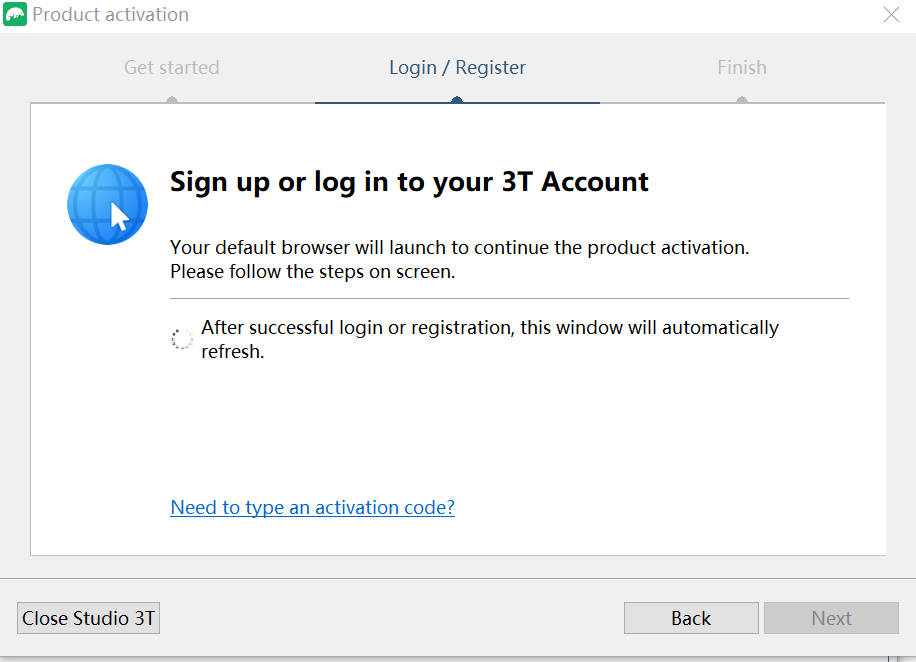 Product activation
Get started
Login / Register
Finish
Sign up or log in to your 3T Account
Your default browser will launch to continue the product activation.
Please follow the steps on screen.
After successful login or registration, this window will automatically
refresh.
Need to type an activation code?
Close Studio 3T
Back
Next